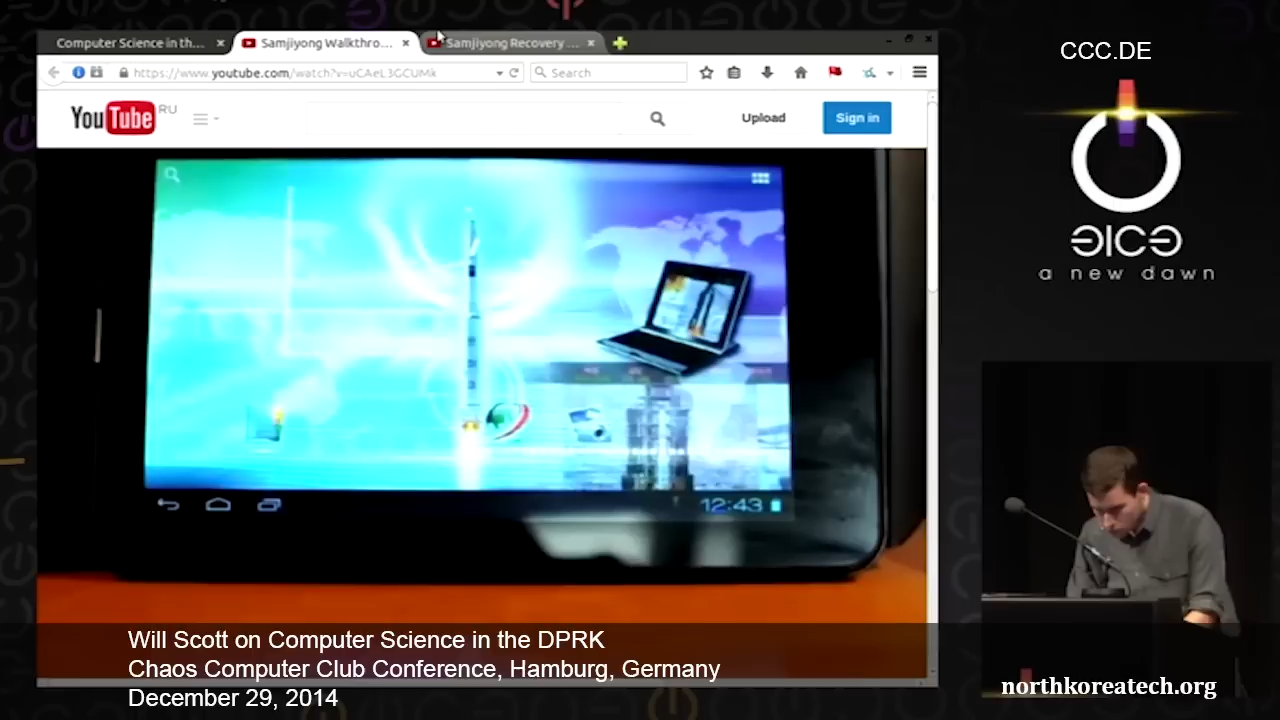 Computer Science in th...
Samjiyong Walkthro...
Samjiyong Recovery ...
https://www.youtube.com/watch?v=uCAeL3GCUMk
Search
YouTube RU
Upload
Sign in
12:43
CCC.DE
31C3
a new dawn
Will Scott on Computer Science in the DPRK
Chaos Computer Club Conference, Hamburg, Germany
December 29, 2014
northkoreatech.org